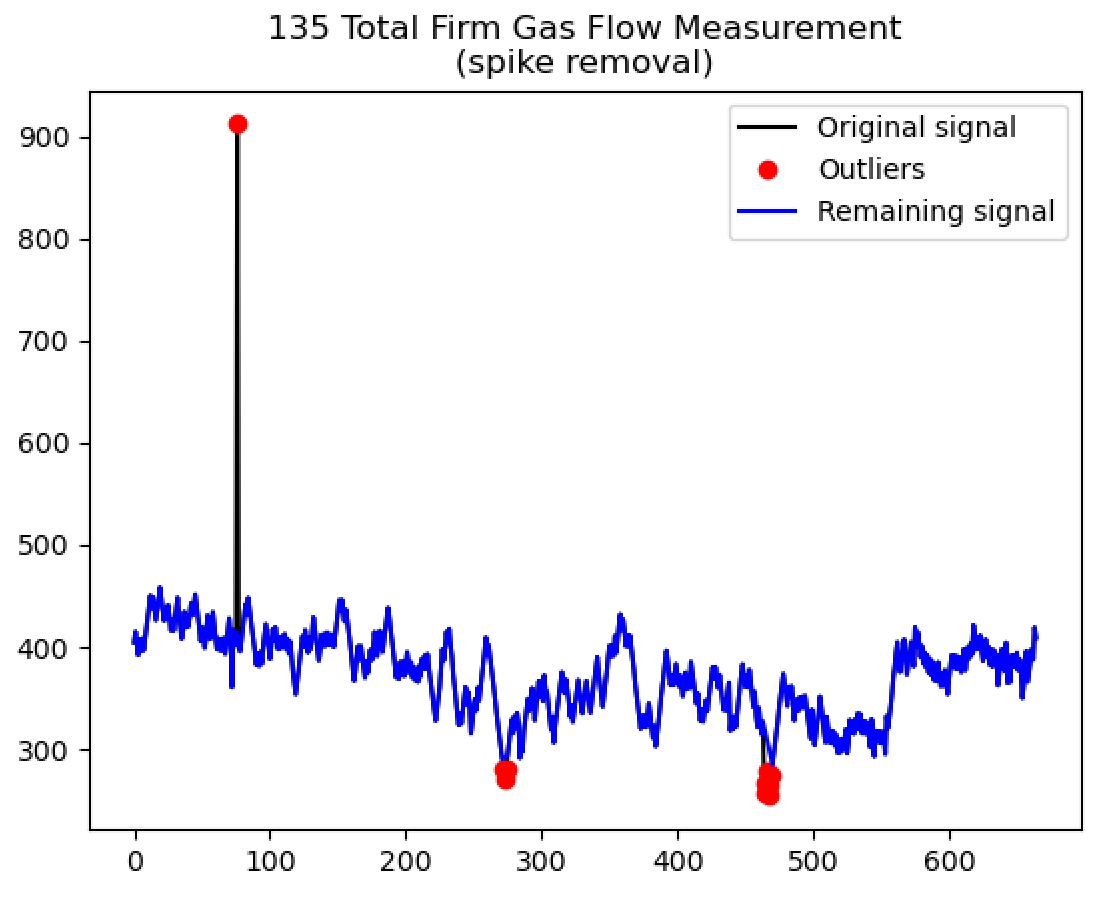 135 Total Firm Gas Flow Measurement
(spike removal)
Original signal
Outliers
Remaining signal
900
800
700
600
500
400
300
0 100 200 300 400 500 600